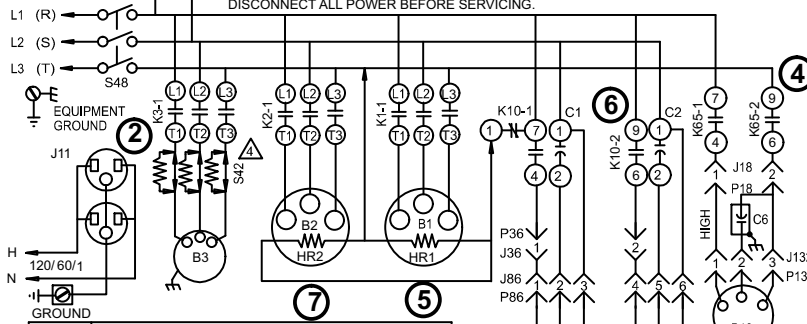 DISCONNECT ALL POWER BEFORE SERVICING.
L1 (R)
L2 (S)
L3 (T)
S48
EQUIPMENT
GROUND
2
J11
H
120/60/1
N
GROUND
K3-1
L1 L2 L3
T1 T2 T3
S42
4
B3
K2-1
L1 L2 L3
T1 T2 T3
B2
HR2
7
K1-1
L1 L2 L3
T1 T2 T3
B1
HR1
5
K10-1
1 7 1
C1
4 2
P36
1
J36
J86
1 2 3
P86
6
9 1
C2
K10-2
6 2
2
4 5 6
4
7 9
K65-1
K65-2
4 6
J18
1 2
P18
C6
HIGH
1 2 3
J13
P13